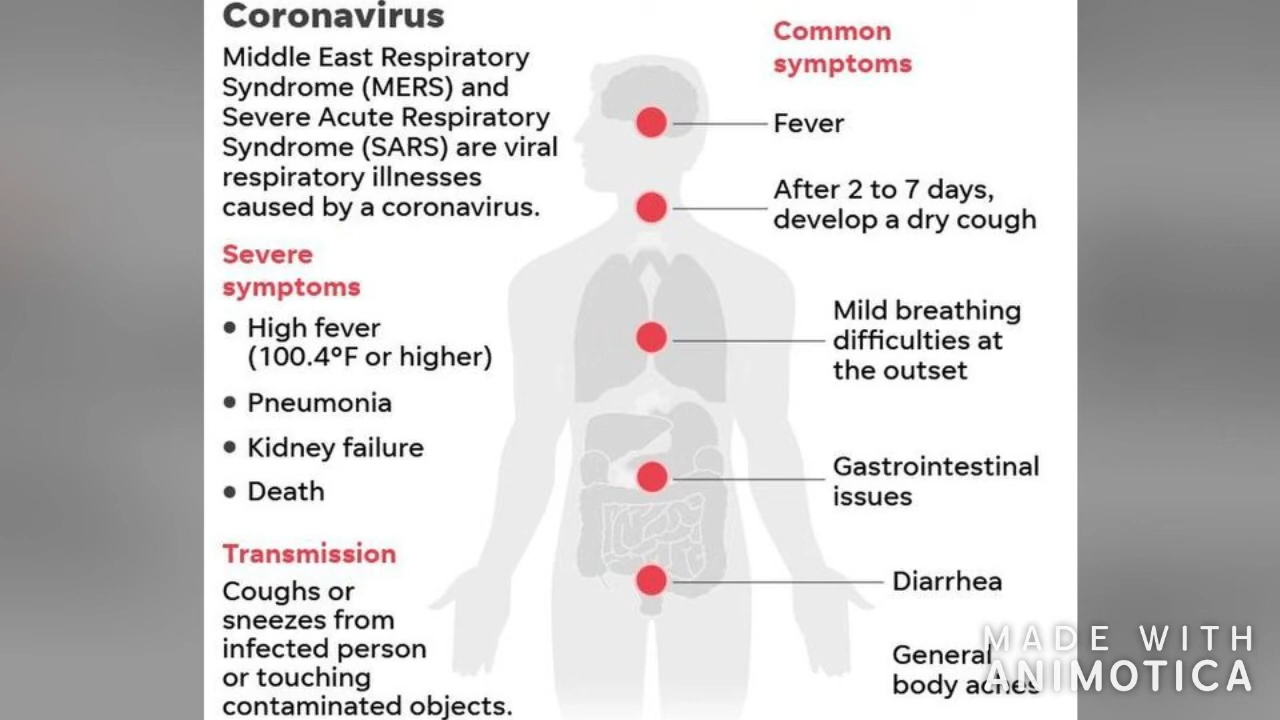 Coronavirus
Middle East Respiratory
Syndrome (MERS) and
Severe Acute Respiratory
Syndrome (SARS) are viral
respiratory illnesses
caused by a coronavirus.
Severe
symptoms
• High fever
(100.4°F or higher)
• Pneumonia
• Kidney failure
• Death
Transmission
Coughs or
sneezes from
infected person
or touching
contaminated objects.
Common
symptoms
Fever
After 2 to 7 days,
develop a dry cough
Mild breathing
difficulties at
the outset
Gastrointestinal
issues
Diarrhea
General
body aches
MADE WITH
ANIMOTICA